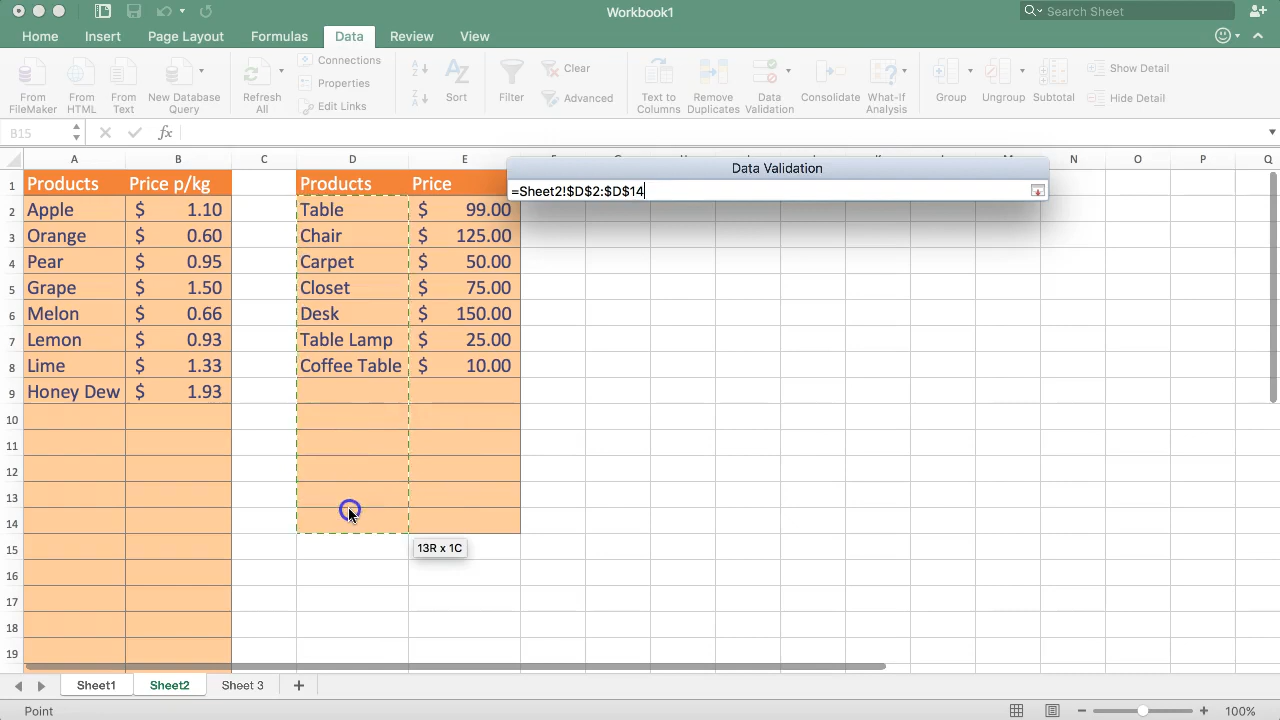 Workbook1
Search Sheet
Home Insert Page Layout Formulas Data Review View
From FileMaker
From HTML
From Text
New Database Query
Refresh All
Connections
Properties
Edit Links
Sort
Filter
Clear
Advanced
Text to Columns
Remove Duplicates
Data Validation
Consolidate
What-If Analysis
Group
Ungroup
Subtotal
Show Detail
Hide Detail
B15 fx
Data Validation
=Sheet2!$D$2:$D$14
A B C D E N O P Q
1 Products Price p/kg Products Price
2 Apple $ 1.10 Table $ 99.00
3 Orange $ 0.60 Chair $ 125.00
4 Pear $ 0.95 Carpet $ 50.00
5 Grape $ 1.50 Closet $ 75.00
6 Melon $ 0.66 Desk $ 150.00
7 Lemon $ 0.93 Table Lamp $ 25.00
8 Lime $ 1.33 Coffee Table $ 10.00
9 Honey Dew $ 1.93
10
11
12
13
14
13R x 1C
15
16
17
18
19
Sheet1 Sheet2 Sheet 3
Point 100%